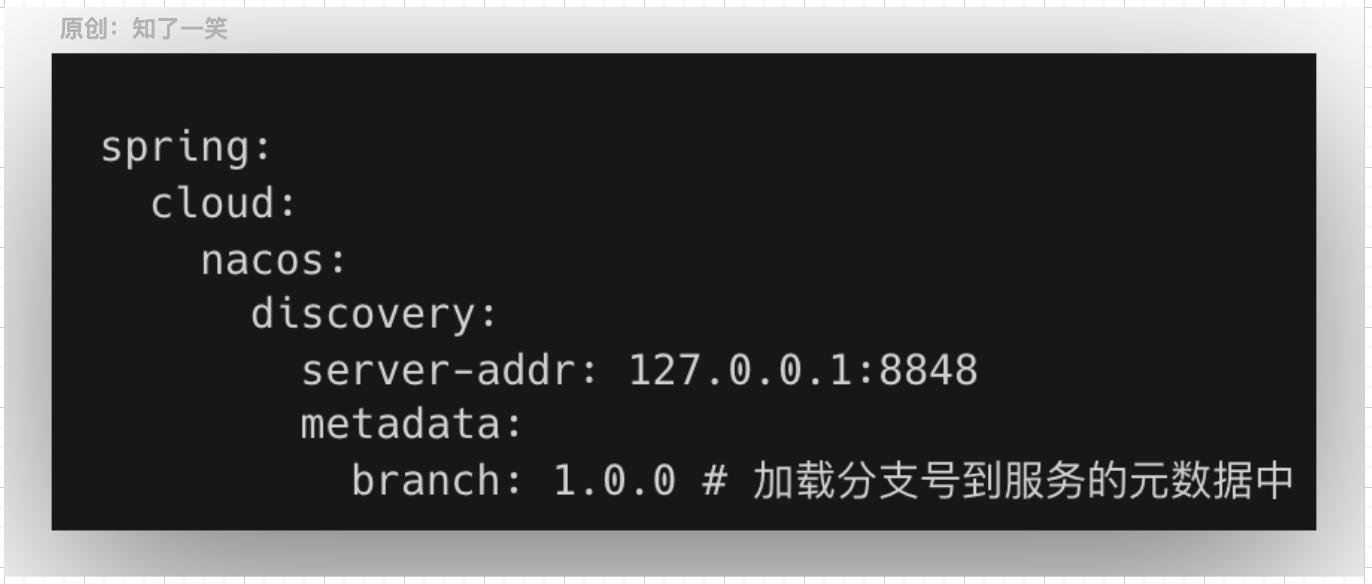 原创：知了一笑
spring:
  cloud:
    nacos:
      discovery:
        server-addr: 127.0.0.1:8848
        metadata:
          branch: 1.0.0 # 加载分支号到服务的元数据中